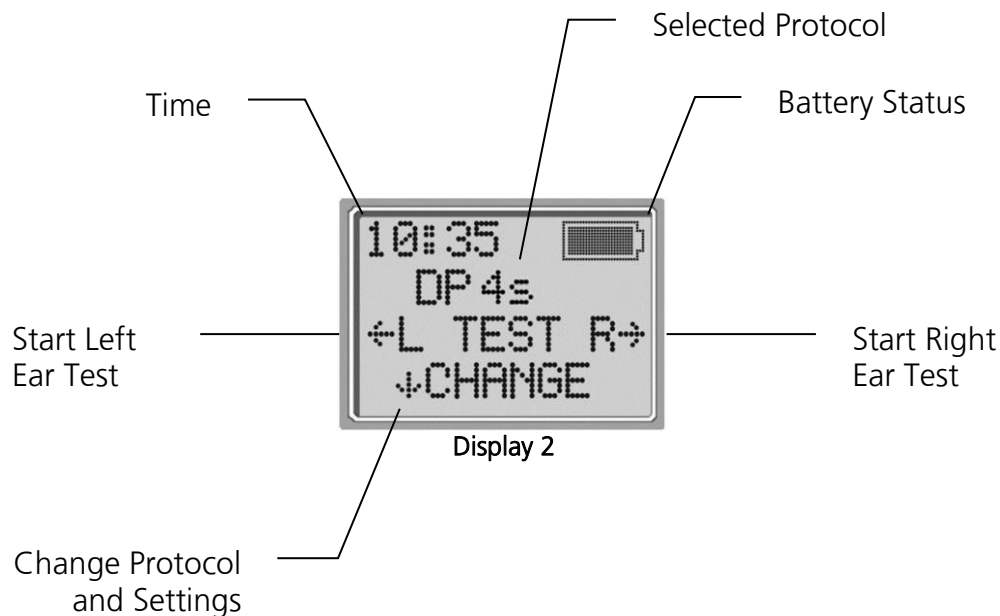 Selected Protocol
Time
Battery Status
10:35
DP 4s
←L TEST R→
↓CHANGE
Start Left
Ear Test
Start Right
Ear Test
Display 2
Change Protocol
and Settings